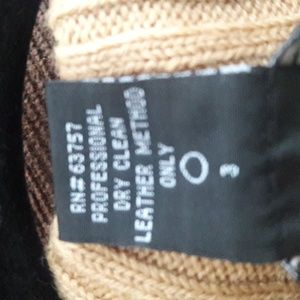 RN# 63757
PROFESSIONAL
DRY CLEAN
LEATHER METHOD
ONLY
3